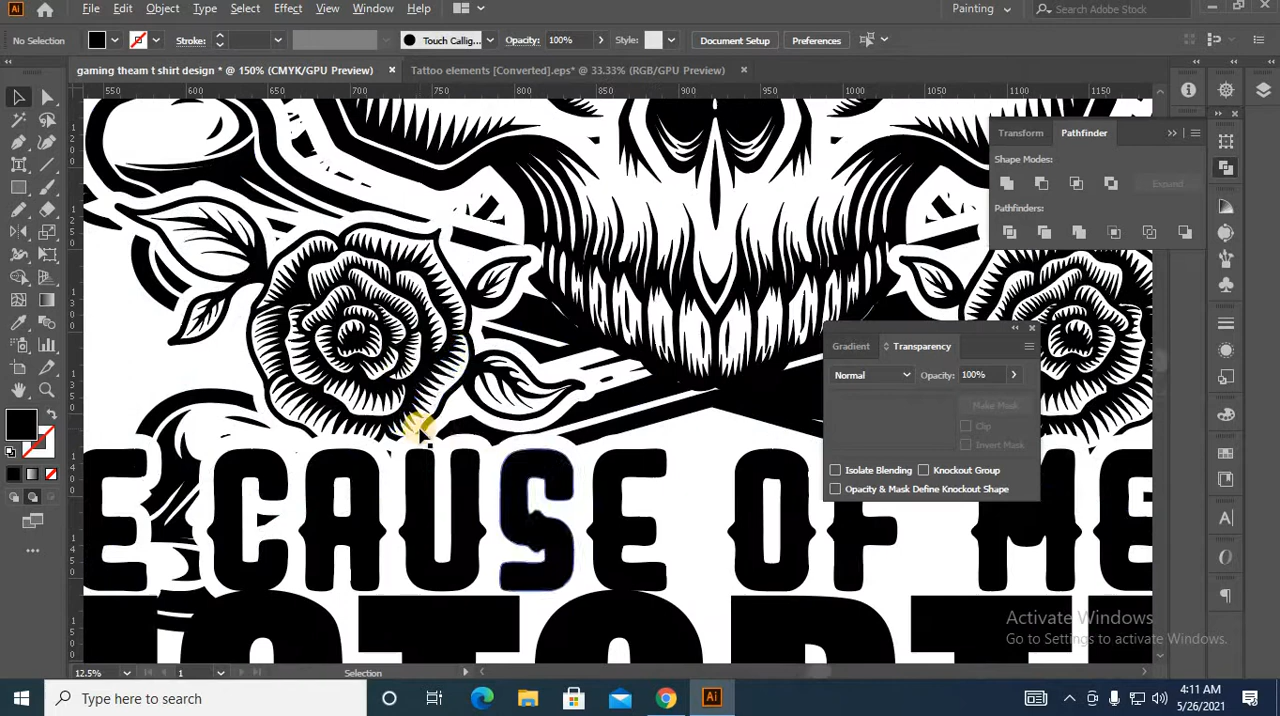 File Edit Object Type Select Effect View Window Help
Painting
Search Adobe Stock
No Selection
Stroke:
Touch Callig...
Opacity: 100%
Style:
Document Setup
Preferences
gaming theam t shirt design * @ 150% (CMYK/GPU Preview)
Tattoo elements [Converted].eps* @ 33.33% (RGB/GPU Preview)
550 600 650 700 750 800 850 900 950 1000 1050 1100 1150
Transform Pathfinder
Shape Modes:
Expand
Pathfinders:
Gradient Transparency
Normal
Opacity: 100%
Make Mask
Clip
Invert Mask
Isolate Blending Knockout Group
Opacity & Mask Define Knockout Shape
E CAUSE OF ME
Activate Windows
Go to Settings to activate Windows.
12.5%
1
Selection
Type here to search
4:11 AM
5/26/2021